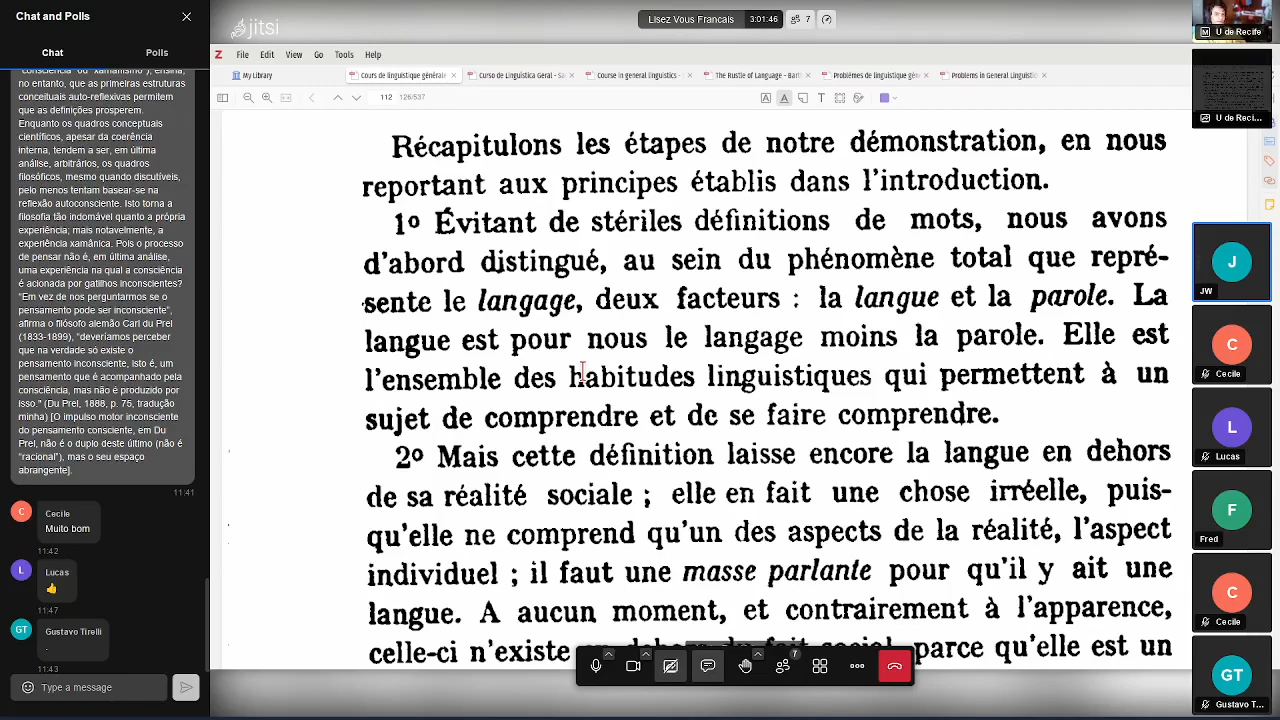 Chat and Polls
Chat
Polls
no entanto, que as primeiras estruturas
conceituais auto-reflexivas permitem
que as definições prosperem.
Enquanto os quadros conceptuais
científicos, apesar da coerência
interna, tendem a ser, em última
análise, arbitrários, os quadros
filosóficos, mesmo quando discutíveis,
pelo menos tentam basear-se na
reflexão autoconsciente. Isto torna a
filosofia tão indomável quanto a própria
experiência; mais notavelmente, a
experiência xamânica. Pois o processo
de pensar não é, em última análise,
uma experiência na qual a consciência
é acionada por gatilhos inconscientes?
"Em vez de nos perguntarmos se o
pensamento pode ser inconsciente",
afirma o filósofo alemão Carl du Prel
(1833-1899), "deveríamos perceber
que na verdade só existe o
pensamento inconsciente, isto é, um
pensamento que é acompanhado pela
consciência, mas não é produzido por
isso." (Du Prel, 1888, p. 75, tradução
minha) [O impulso motor inconsciente
do pensamento consciente, em Du
Prel, não é o duplo deste último (não é
"racional"), mas o seu espaço
abrangente].
11:41
C
Cecile
Muito bom
11:42
L
Lucas
👍
11:47
GT
Gustavo Tirelli
.
11:43
Type a message
jitsi
Lisez Vous Francais
3:01:46
7
Z
File Edit View Go Tools Help
My Library
Cours de linguistique générale
Curso de Linguística Geral - sa
Course in general linguistics -
The Rustle of Language - Bart
Problèmes de linguistique gén
Problems in General Linguistic
112 126/537
Récapitulons les étapes de notre démonstration, en nous
reportant aux principes établis dans l'introduction.
1º Évitant de stériles définitions de mots, nous avons
d'abord distingué, au sein du phénomène total que repré-
sente le langage, deux facteurs : la langue et la parole. La
langue est pour nous le langage moins la parole. Elle est
l'ensemble des habitudes linguistiques qui permettent à un
sujet de comprendre et de se faire comprendre.
2º Mais cette définition laisse encore la langue en dehors
de sa réalité sociale ; elle en fait une chose irréelle, puis-
qu'elle ne comprend qu'un des aspects de la réalité, l'aspect
individuel ; il faut une masse parlante pour qu'il y ait une
langue. A aucun moment, et contrairement à l'apparence,
celle-ci n'existe en dehors du fait social, parce qu'elle est un
7
M
U de Recife
U de Reci...
J
JW
C
Cecile
L
Lucas
F
Fred
C
Cecile
GT
Gustavo T...